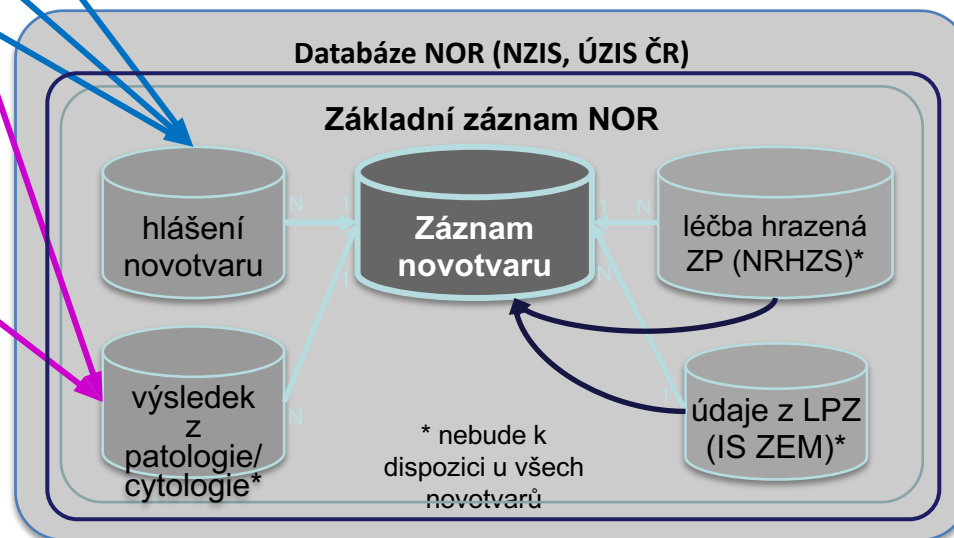 Databáze NOR (NZIS, ÚZIS ČR)
Základní záznam NOR
hlášení
novotvaru
N
1
Záznam
novotvaru
1
N
léčba hrazená
ZP (NRHZS)*
1
N
výsledek
z
patologie/
cytologie*
N
* nebude k
dispozici u všech
novotvarů
1
údaje z LPZ
(IS ZEM)*